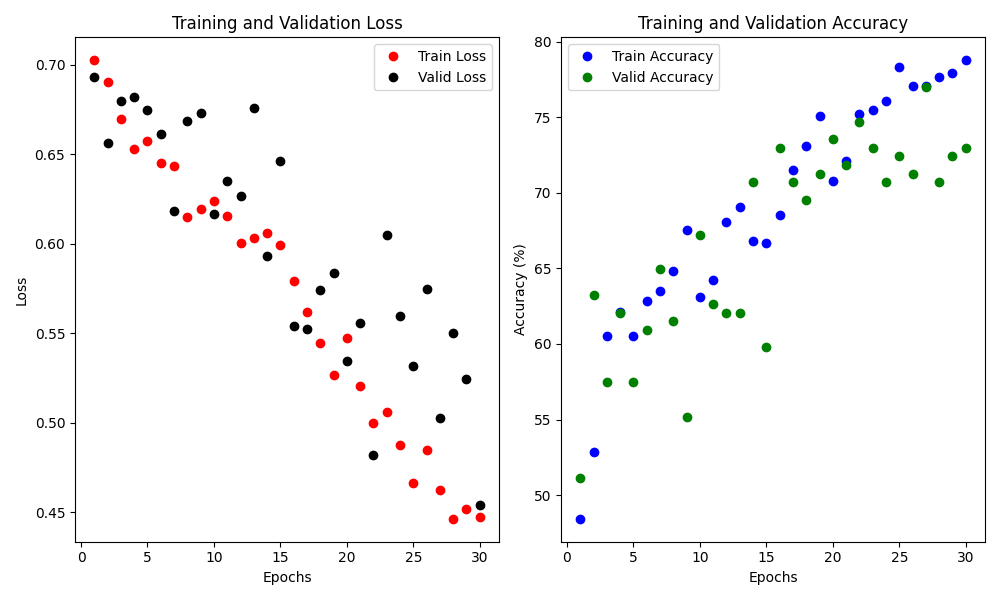 Training and Validation Loss
Train Loss
Valid Loss
0.70
0.65
0.60
0.55
0.50
0.45
Loss
0 5 10 15 20 25 30
Epochs
Training and Validation Accuracy
Train Accuracy
Valid Accuracy
80
75
70
65
60
55
50
Accuracy (%)
0 5 10 15 20 25 30
Epochs